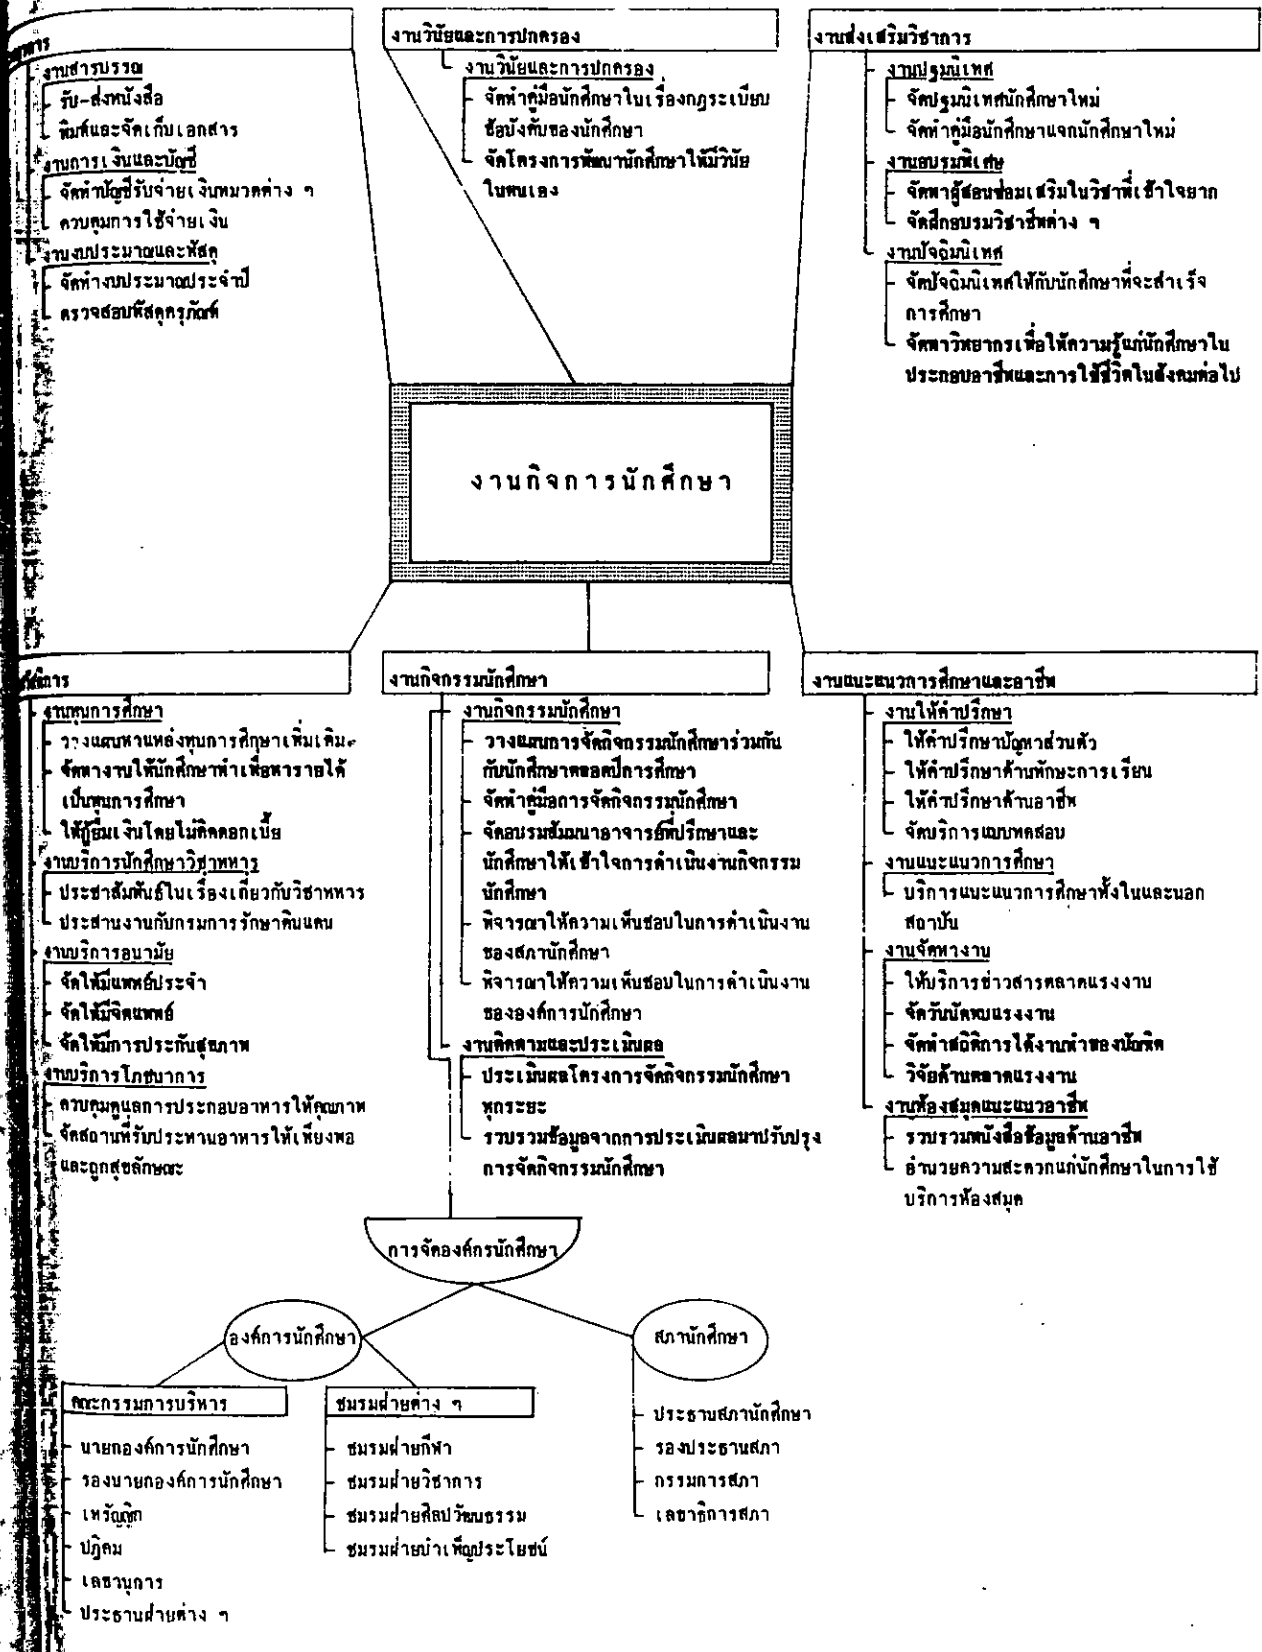 งานสารบรรณ
รับ-ส่งหนังสือ
พิมพ์และจัดเก็บเอกสาร
งานการเงินและบัญชี
จัดทำบัญชีรับจ่ายเงินหมวดต่าง ๆ
ควบคุมการใช้จ่ายเงิน
งานงบประมาณและพัสดุ
จัดทำงบประมาณประจำปี
ตรวจสอบพัสดุครุภัณฑ์
งานวินัยและการปกครอง
งานวินัยและการปกครอง
จัดทำคู่มือนักศึกษาในเรื่องกฎระเบียบ
ข้อบังคับของนักศึกษา
จัดโครงการพัฒนานักศึกษาให้มีวินัย
ในตนเอง
งานส่งเสริมวิชาการ
งานปฐมนิเทศ
จัดปฐมนิเทศนักศึกษาใหม่
จัดทำคู่มือนักศึกษาแจกนักศึกษาใหม่
งานอบรมพิเศษ
จัดหาผู้สอนซ่อมเสริมในวิชาที่เข้าใจยาก
จัดฝึกอบรมวิชาชีพต่าง ๆ
งานปัจฉิมนิเทศ
จัดปัจฉิมนิเทศให้กับนักศึกษาที่จะสำเร็จ
การศึกษา
จัดหาวิทยากรเพื่อให้ความรู้แก่นักศึกษาใน
ประกอบอาชีพและการใช้ชีวิตในสังคมต่อไป
งานกิจการนักศึกษา
งานทุนการศึกษา
วางแผนหาแหล่งทุนการศึกษาเพิ่มเติม
จัดหางานให้นักศึกษาทำเพื่อหารายได้
เป็นทุนการศึกษา
ให้กู้ยืมเงินโดยไม่คิดดอกเบี้ย
งานบริการนักศึกษาวิชาทหาร
ประชาสัมพันธ์ในเรื่องเกี่ยวกับวิชาทหาร
ประสานงานกับกรมการรักษาดินแดน
งานบริการอนามัย
จัดให้มีแพทย์ประจำ
จัดให้มีจิตแพทย์
จัดให้มีการประกันสุขภาพ
งานบริการโภชนาการ
ควบคุมดูแลการประกอบอาหารให้คุณภาพ
จัดสถานที่รับประทานอาหารให้เพียงพอ
และถูกสุขลักษณะ
งานกิจกรรมนักศึกษา
งานกิจกรรมนักศึกษา
วางแผนการจัดกิจกรรมนักศึกษาร่วมกัน
กับนักศึกษาตลอดปีการศึกษา
จัดทำคู่มือการจัดกิจกรรมนักศึกษา
จัดอบรมสัมมนาอาจารย์ที่ปรึกษาและ
นักศึกษาให้เข้าใจการดำเนินงานกิจกรรม
นักศึกษา
พิจารณาให้ความเห็นชอบในการดำเนินงาน
ของสภานักศึกษา
พิจารณาให้ความเห็นชอบในการดำเนินงาน
ขององค์การนักศึกษา
งานติดตามและประเมินผล
ประเมินผลโครงการจัดกิจกรรมนักศึกษา
ทุกระยะ
รวบรวมข้อมูลจากการประเมินผลมาปรับปรุง
การจัดกิจกรรมนักศึกษา
งานแนะแนวการศึกษาและอาชีพ
งานให้คำปรึกษา
ให้คำปรึกษาปัญหาส่วนตัว
ให้คำปรึกษาด้านทักษะการเรียน
ให้คำปรึกษาด้านอาชีพ
จัดบริการแบบทดสอบ
งานแนะแนวการศึกษา
บริการแนะแนวการศึกษาทั้งในและนอก
สถาบัน
งานจัดหางาน
ให้บริการข่าวสารตลาดแรงงาน
จัดวันนัดพบแรงงาน
จัดทำสถิติการได้งานทำของบัณฑิต
วิจัยด้านตลาดแรงงาน
งานห้องสมุดแนะแนวอาชีพ
รวบรวมหนังสือข้อมูลด้านอาชีพ
อำนวยความสะดวกแก่นักศึกษาในการใช้
บริการห้องสมุด
การจัดองค์กรนักศึกษา
องค์การนักศึกษา
สภานักศึกษา
คณะกรรมการบริหาร
นายกองค์การนักศึกษา
รองนายกองค์การนักศึกษา
เหรัญญิก
ปฏิคม
เลขานุการ
ประธานฝ่ายต่าง ๆ
ชมรมฝ่ายต่าง ๆ
ชมรมฝ่ายกีฬา
ชมรมฝ่ายวิชาการ
ชมรมฝ่ายศิลปวัฒนธรรม
ชมรมฝ่ายบำเพ็ญประโยชน์
ประธานสภานักศึกษา
รองประธานสภา
กรรมการสภา
เลขาธิการสภา